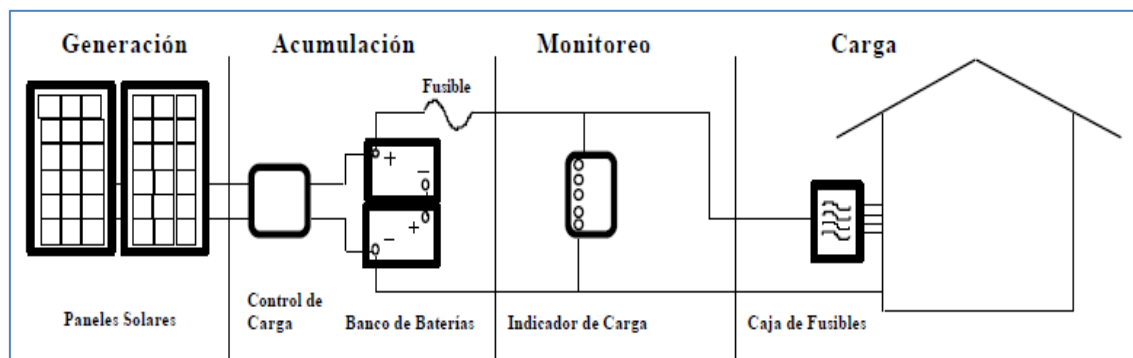 Generación
Acumulación
Monitoreo
Carga
Fusible
+
-
+
-
Paneles Solares
Control de
Carga
Banco de Baterías
Indicador de Carga
Caja de Fusibles